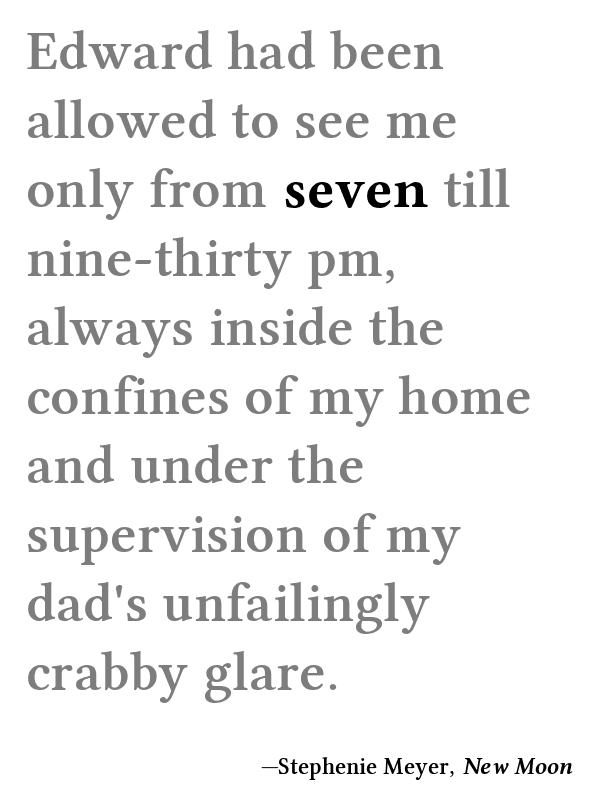 Edward had been
allowed to see me
only from seven till
nine-thirty pm,
always inside the
confines of my home
and under the
supervision of my
dad's unfailingly
crabby glare.
—Stephenie Meyer, New Moon